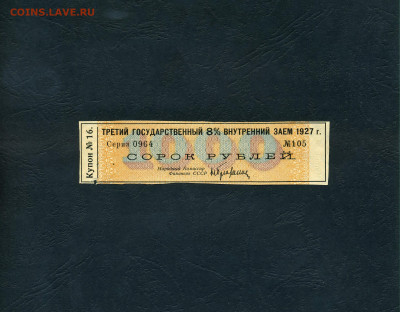 COINS.LAVE.RU
Купон № 16.
ТРЕТИЙ ГОСУДАРСТВЕННЫЙ 8% ВНУТРЕННИЙ ЗАЕМ 1927 г.
Серия 0964 №105
1000
СОРОК РУБЛЕЙ
Народный Комиссар
Финансов СССР